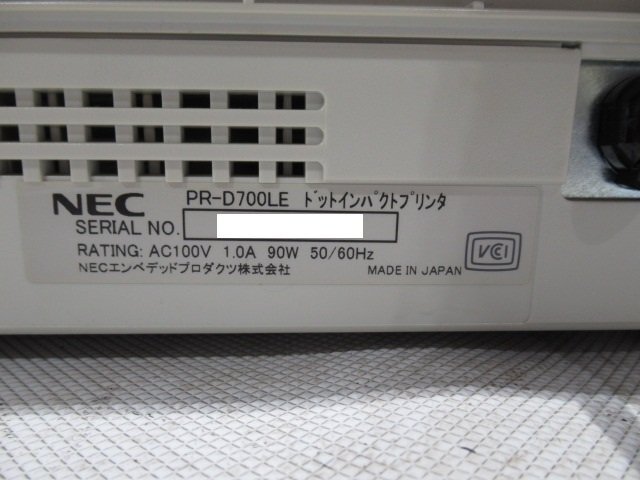 NEC PR-D700LE ドットインパクトプリンタ
SERIAL NO.
RATING: AC100V 1.0A 90W 50/60Hz
NECエンベデッドプロダクツ株式会社 MADE IN JAPAN
VCI